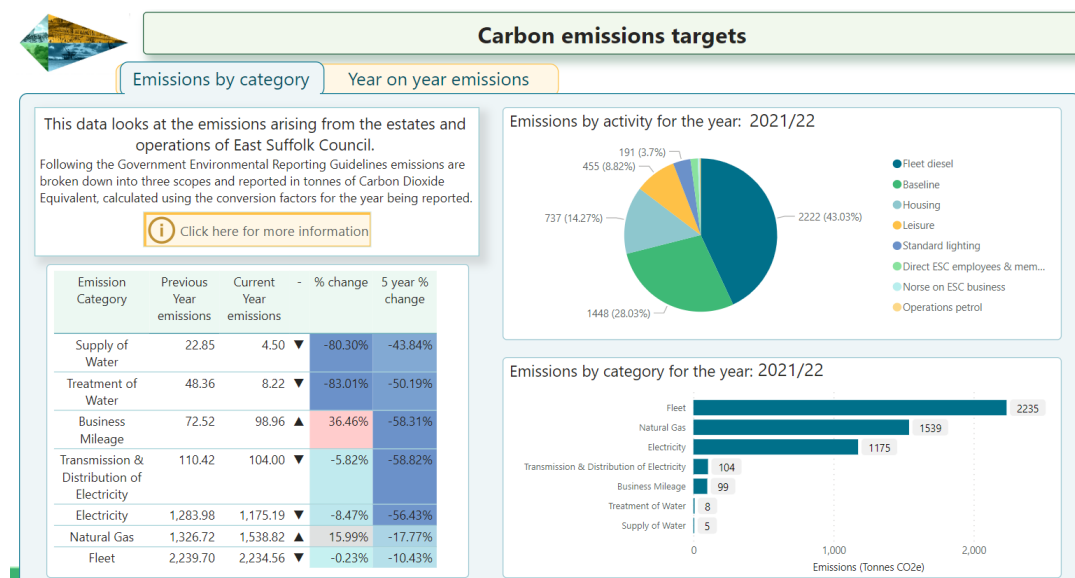 Carbon emissions targets
Emissions by category
Year on year emissions
This data looks at the emissions arising from the estates and
operations of East Suffolk Council.
Following the Government Environmental Reporting Guidelines emissions are
broken down into three scopes and reported in tonnes of Carbon Dioxide
Equivalent, calculated using the conversion factors for the year being reported.
Click here for more information
Emission Category Previous Year emissions Current Year emissions - % change 5 year % change
Supply of Water 22.85 4.50 ▼ -80.30% -43.84%
Treatment of Water 48.36 8.22 ▼ -83.01% -50.19%
Business Mileage 72.52 98.96 ▲ 36.46% -58.31%
Transmission & Distribution of Electricity 110.42 104.00 ▼ -5.82% -58.82%
Electricity 1,283.98 1,175.19 ▼ -8.47% -56.43%
Natural Gas 1,326.72 1,538.82 ▲ 15.99% -17.77%
Fleet 2,239.70 2,234.56 ▼ -0.23% -10.43%
Emissions by activity for the year: 2021/22
191 (3.7%)
455 (8.82%)
737 (14.27%)
1448 (28.03%)
2222 (43.03%)
Fleet diesel
Baseline
Housing
Leisure
Standard lighting
Direct ESC employees & mem...
Norse on ESC business
Operations petrol
Emissions by category for the year: 2021/22
Fleet 2235
Natural Gas 1539
Electricity 1175
Transmission & Distribution of Electricity 104
Business Mileage 99
Treatment of Water 8
Supply of Water 5
0 1,000 2,000
Emissions (Tonnes CO2e)